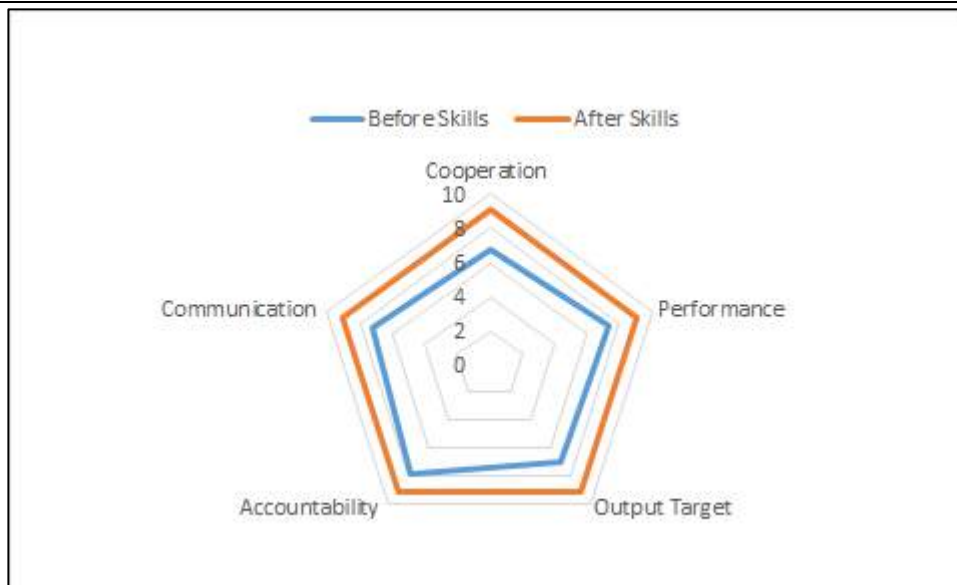 Before Skills After Skills
Cooperation
10
8
6
4
2
0
Communication
Performance
Accountability
Output Target